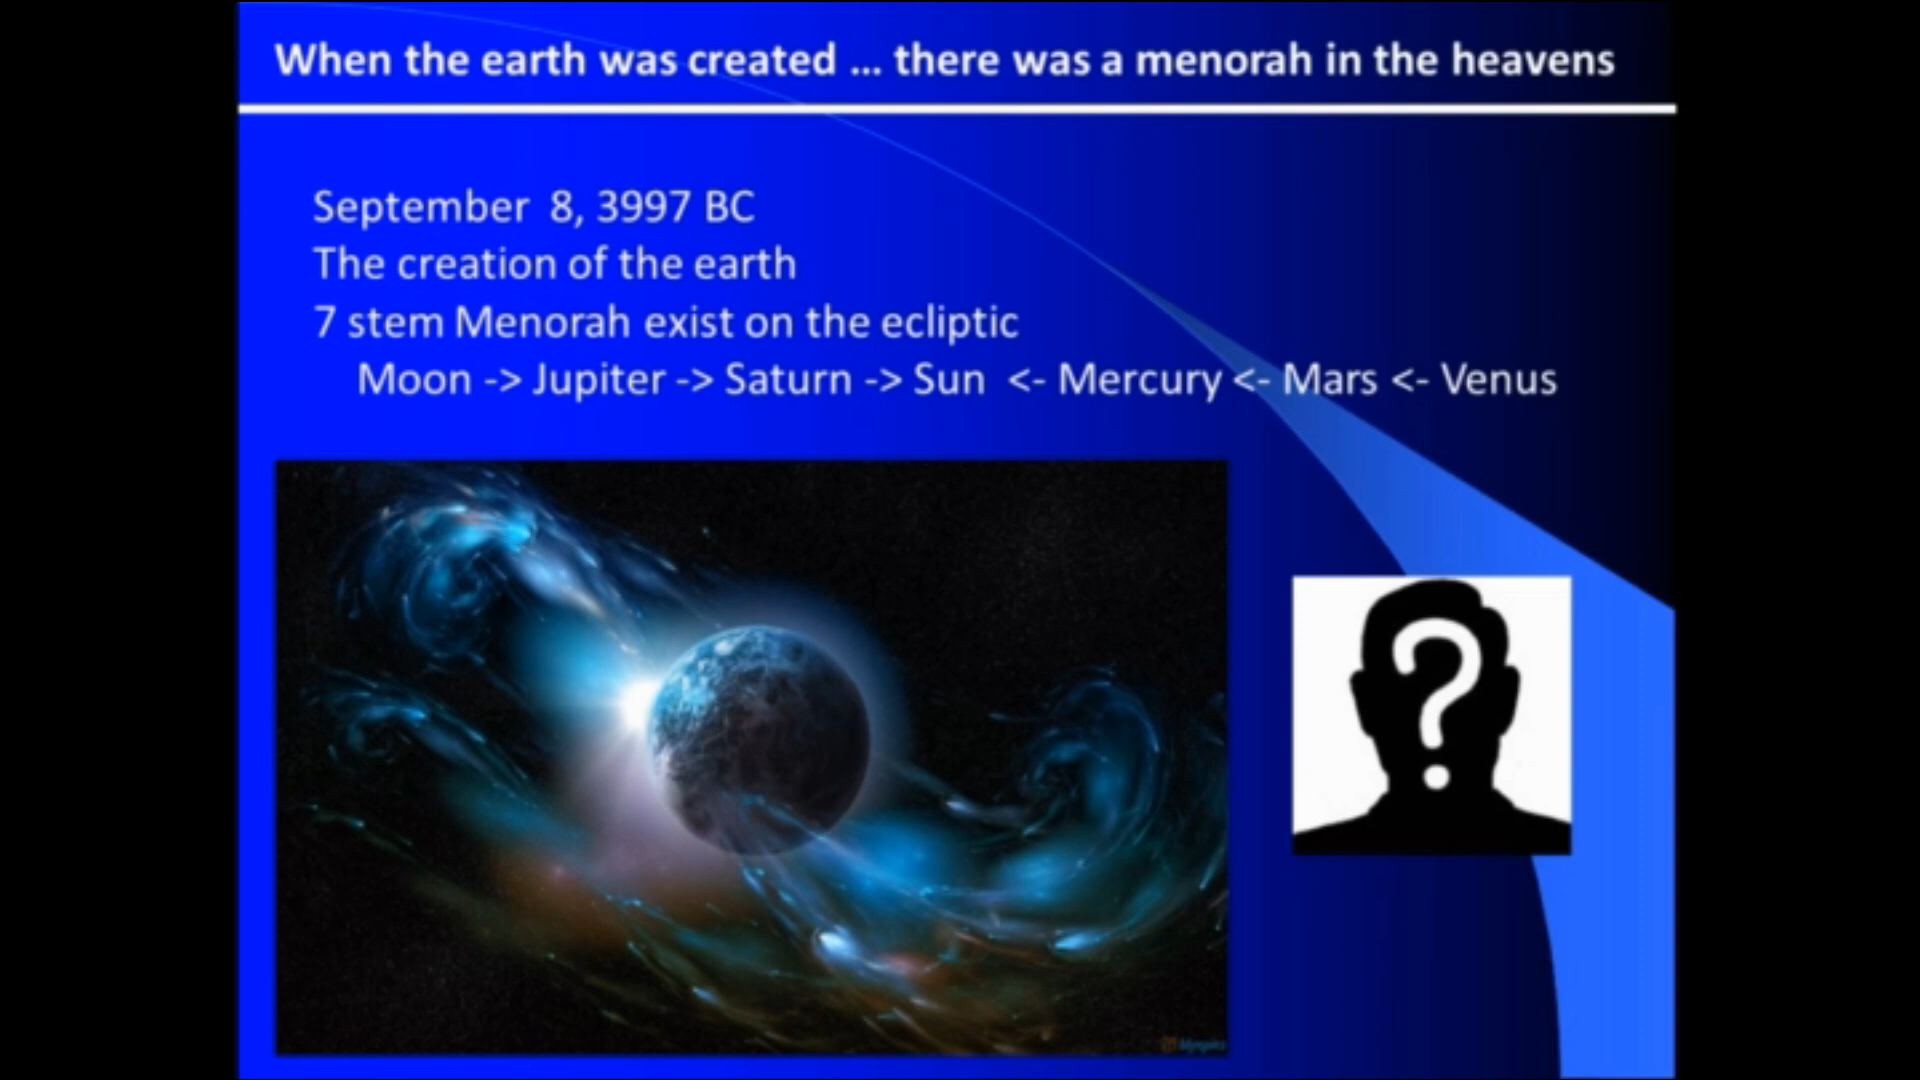 When the earth was created ... there was a menorah in the heavens
September 8, 3997 BC
The creation of the earth
7 stem Menorah exist on the ecliptic
Moon -> Jupiter -> Saturn -> Sun <- Mercury <- Mars <- Venus
?